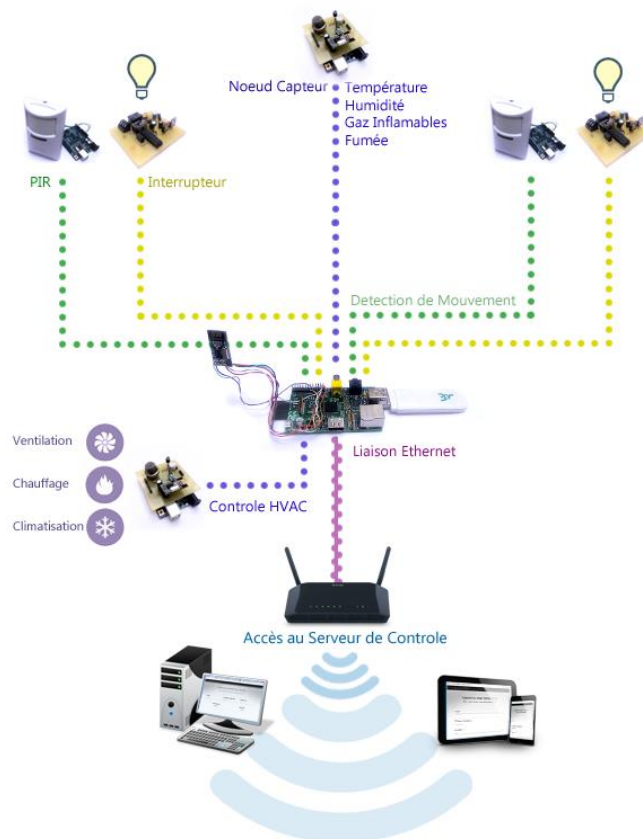 Noeud Capteur
Température
Humidité
Gaz Inflamables
Fumée
PIR
Interrupteur
Detection de Mouvement
Liaison Ethernet
Ventilation
Chauffage
Climatisation
Controle HVAC
Accès au Serveur de Controle